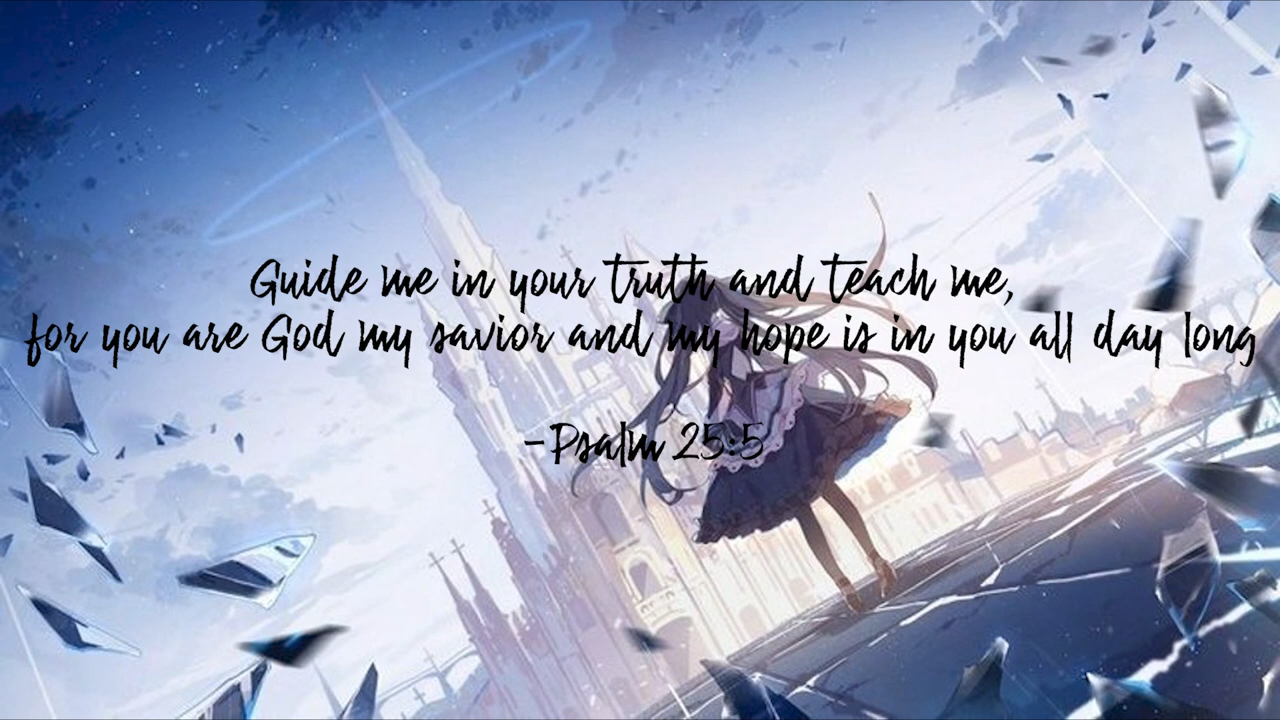 Guide me in your truth and teach me,
for you are God my savior and my hope is in you all day long
-Psalm 25:5